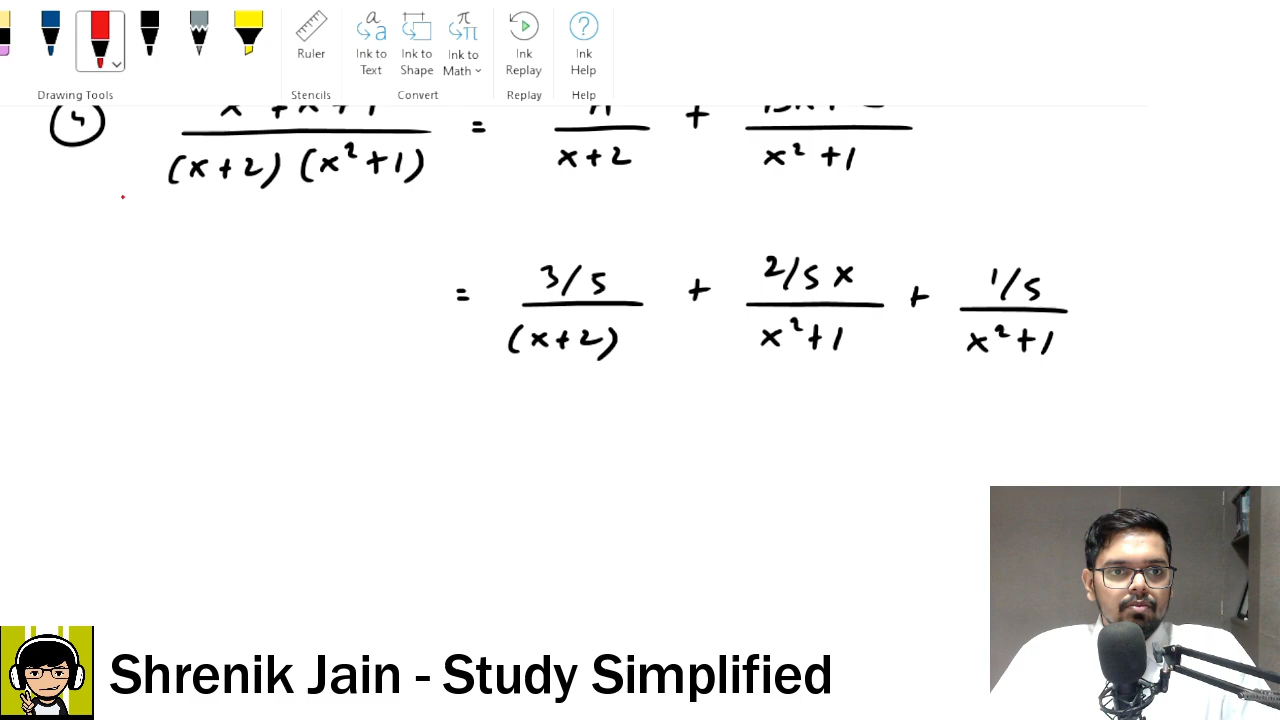 Ruler
Ink to Text
Ink to Shape
Ink to Math
Ink Replay
Ink Help
Drawing Tools
Stencils
Convert
Replay
Help
4
= +
(x+2) (x²+1) x+2 x²+1
= 3/5 + 2/5 x + 1/5
(x+2) x²+1 x²+1
Shrenik Jain - Study Simplified